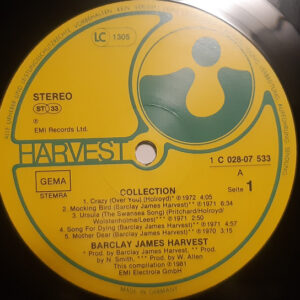 LC 1305
STEREO
ST 33
℗
EMI Records Ltd.
HARVEST
1 C 028-07 533
GEMA
STEMRA
A
Seite 1
COLLECTION
1. Crazy (Over You) (Holroyd)* ℗ 1972 4:05
2. Mocking Bird (Barclay James Harvest)** ℗ 1971 6:34
3. Ursula (The Swansea Song) (Pritchard/Holroyd/
Wolstenholme/Lees)*** ℗ 1971
4. Song For Dying (Barclay James Harvest)** ℗ 1971 4:57
5. Mother Dear (Barclay James Harvest)** ℗ 1970 3:15
BARCLAY JAMES HARVEST
* Prod. by Barclay James Harvest, ** Prod. by
N. Smith, *** Prod. by W. Allen
This compilation ℗ 1981
EMI Electrola GmbH
MADE IN GERMANY